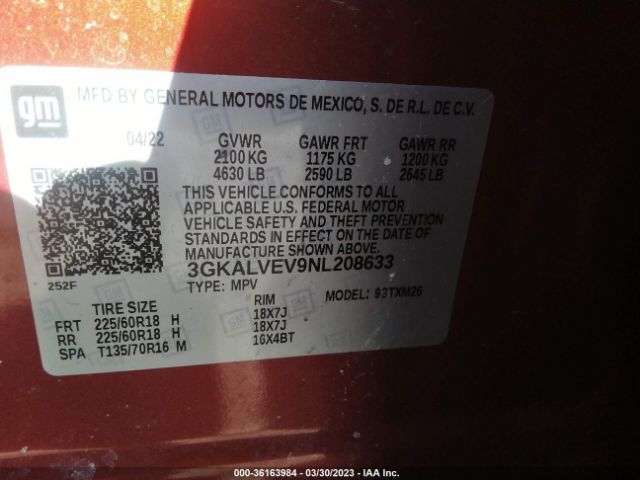 gm
MFD BY GENERAL MOTORS DE MEXICO, S. DE R.L. DE C.V.
04/22 GVWR GAWR FRT GAWR RR
2100 KG 1175 KG 1200 KG
4630 LB 2590 LB 2645 LB
THIS VEHICLE CONFORMS TO ALL
APPLICABLE U.S. FEDERAL MOTOR
VEHICLE SAFETY AND THEFT PREVENTION
STANDARDS IN EFFECT ON THE DATE OF
MANUFACTURE SHOWN ABOVE.
252F 3GKALVEV9NL208633
TYPE: MPV MODEL: 93TXM26
TIRE SIZE RIM
FRT 225/60R18 H 18X7J
RR 225/60R18 H 18X7J
SPA T135/70R16 M 16X4BT
000-36163984 — 03/30/2023 — IAA Inc.